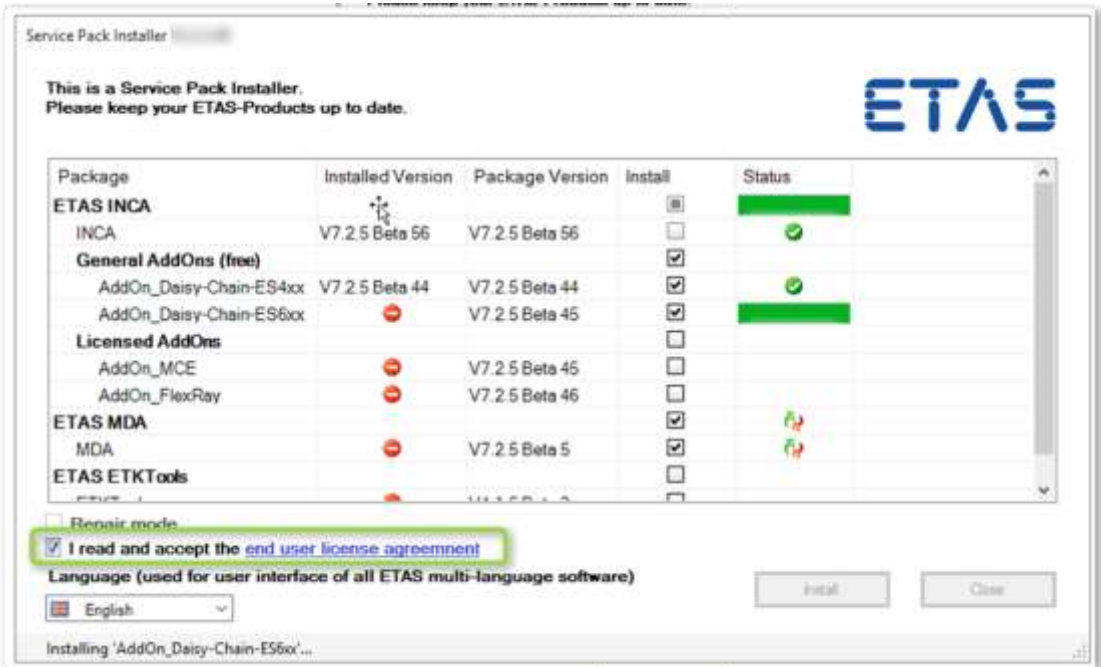 Service Pack Installer
This is a Service Pack Installer.
Please keep your ETAS-Products up to date.
ETAS
Package Installed Version Package Version Install Status
ETAS INCA
INCA V7.2.5 Beta 56 V7.2.5 Beta 56
General AddOns (free)
AddOn_Daisy-Chain-ES4xx V7.2.5 Beta 44 V7.2.5 Beta 44
AddOn_Daisy-Chain-ES6xx V7.2.5 Beta 45
Licensed AddOns
AddOn_MCE V7.2.5 Beta 45
AddOn_FlexRay V7.2.5 Beta 46
ETAS MDA
MDA V7.2.5 Beta 5
ETAS ETKTools
Repair mode
I read and accept the end user license agreemnent
Language (used for user interface of all ETAS multi-language software)
Install Close
English
Installing 'AddOn_Daisy-Chain-ES6xx'...